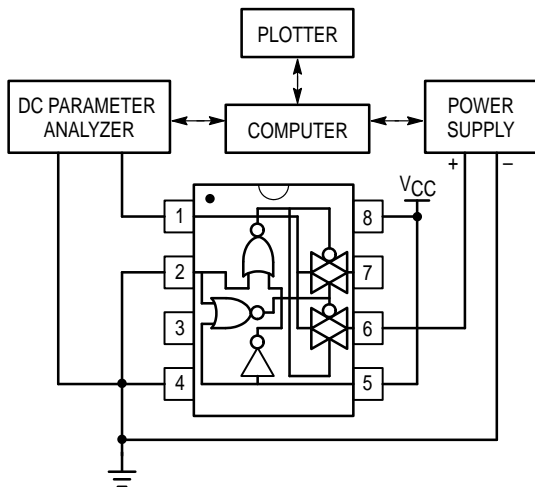 PLOTTER
DC PARAMETER
ANALYZER
COMPUTER
POWER
SUPPLY
+ –
VCC
1 8
2 7
3 6
4 5